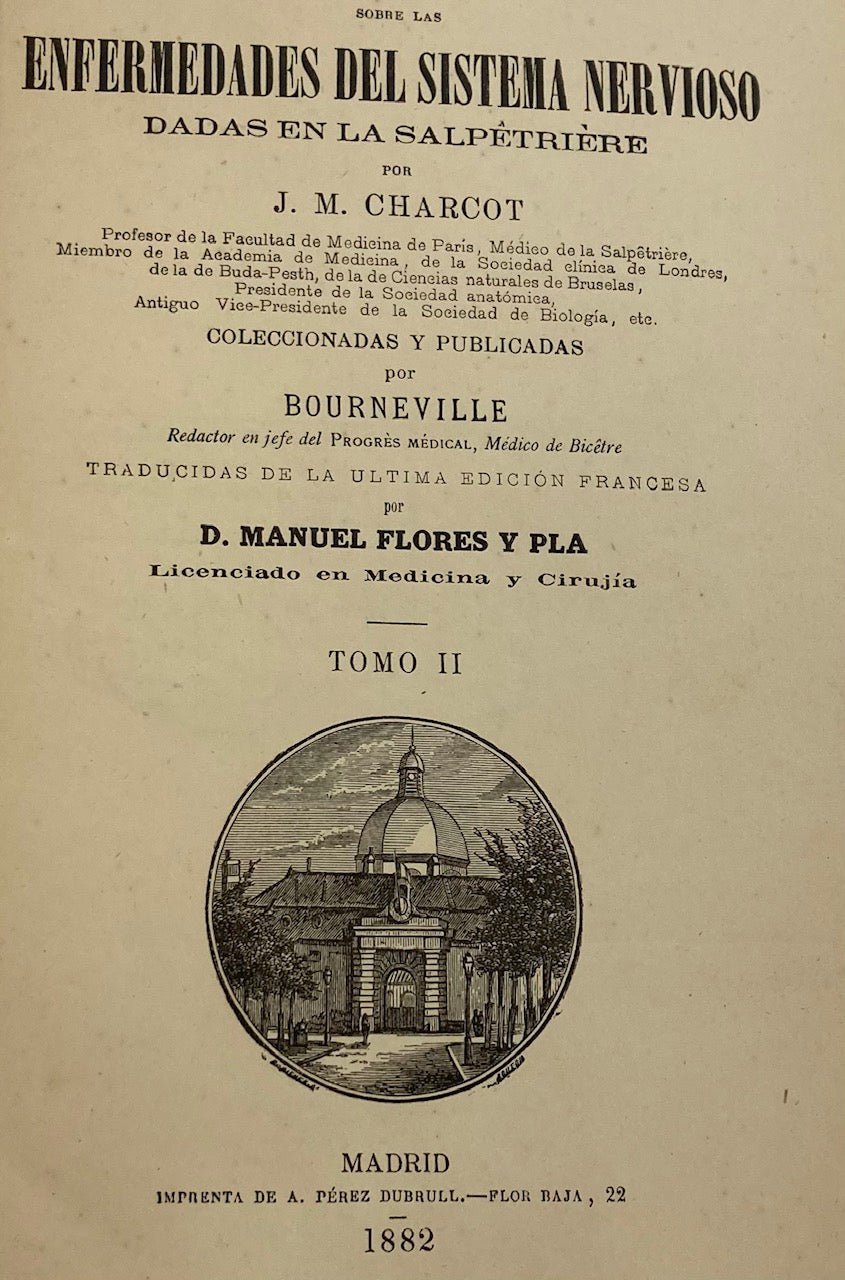 SOBRE LAS
ENFERMEDADES DEL SISTEMA NERVIOSO
DADAS EN LA SALPÊTRIÈRE
POR
J. M. CHARCOT
Profesor de la Facultad de Medicina de París, Médico de la Salpêtrière,
Miembro de la Academia de Medicina, de la Sociedad clínica de Londres,
de la de Buda-Pesth, de la de Ciencias naturales de Bruselas,
Presidente de la Sociedad anatómica,
Antiguo Vice-Presidente de la Sociedad de Biología, etc.
COLECCIONADAS Y PUBLICADAS
por
BOURNEVILLE
Redactor en jefe del PROGRÈS MÉDICAL, Médico de Bicêtre
TRADUCIDAS DE LA ULTIMA EDICIÓN FRANCESA
por
D. MANUEL FLORES Y PLA
Licenciado en Medicina y Cirujía
TOMO II
MADRID
IMPRENTA DE A. PÉREZ DUBRULL.—FLOR BAJA, 22
1882